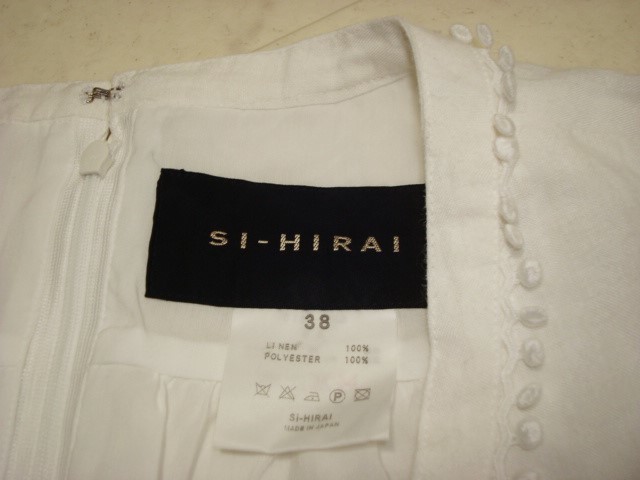 SI-HIRAI
38
LINEN 100%
POLYESTER 100%
P
Si-HIRAI
MADE IN JAPAN